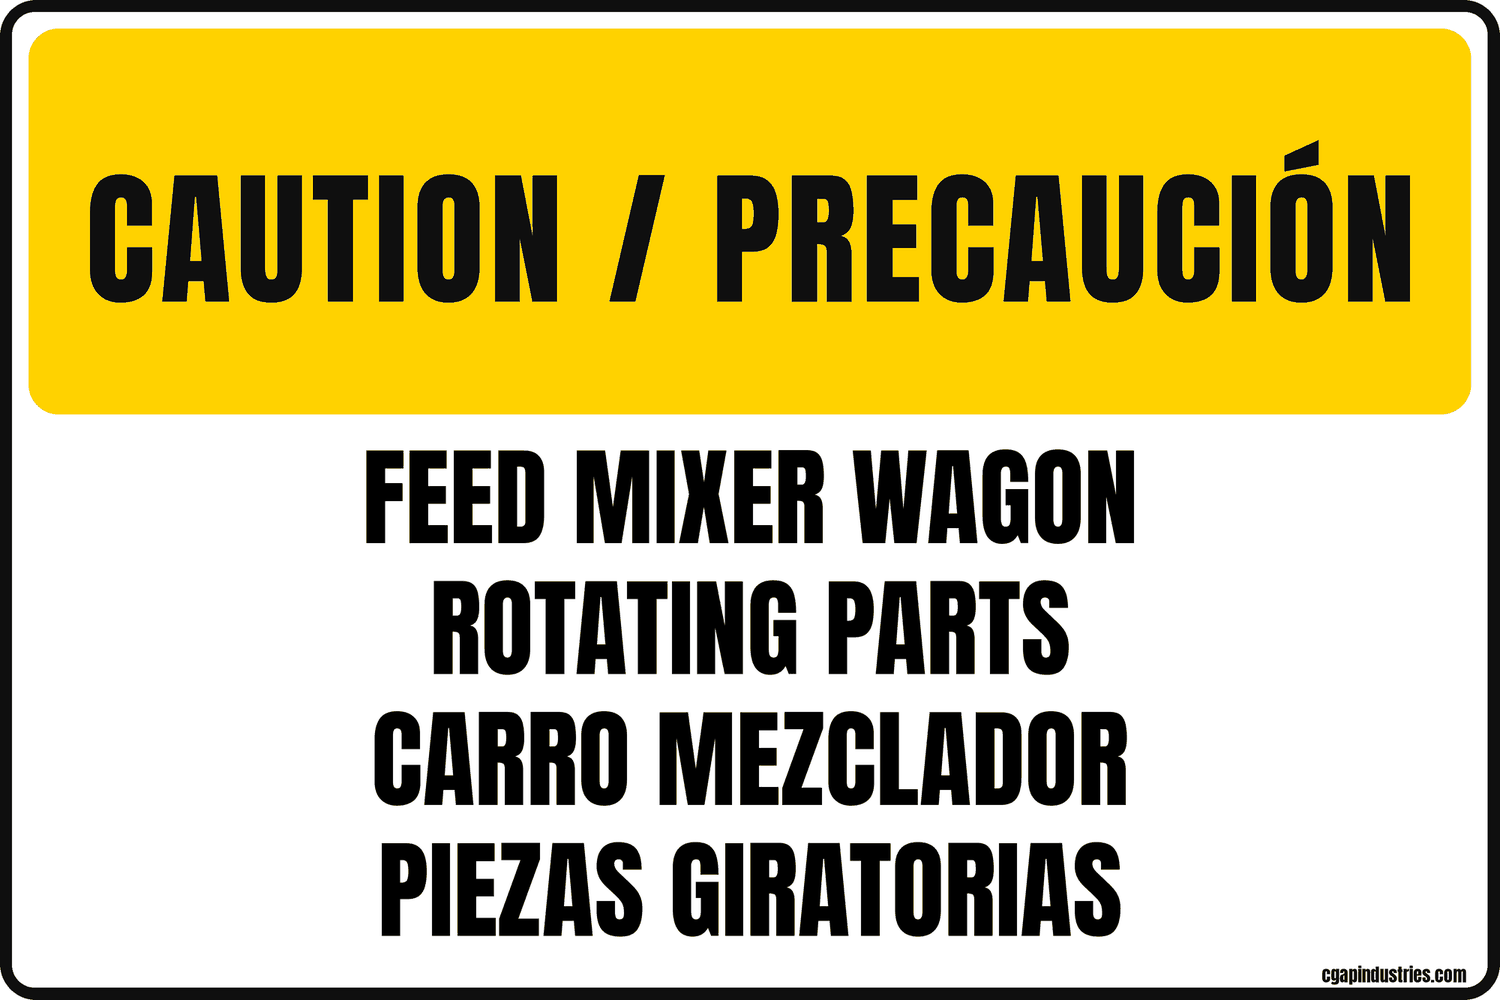 CAUTION / PRECAUCIÓN
FEED MIXER WAGON
ROTATING PARTS
CARRO MEZCLADOR
PIEZAS GIRATORIAS
cgapindustries.com